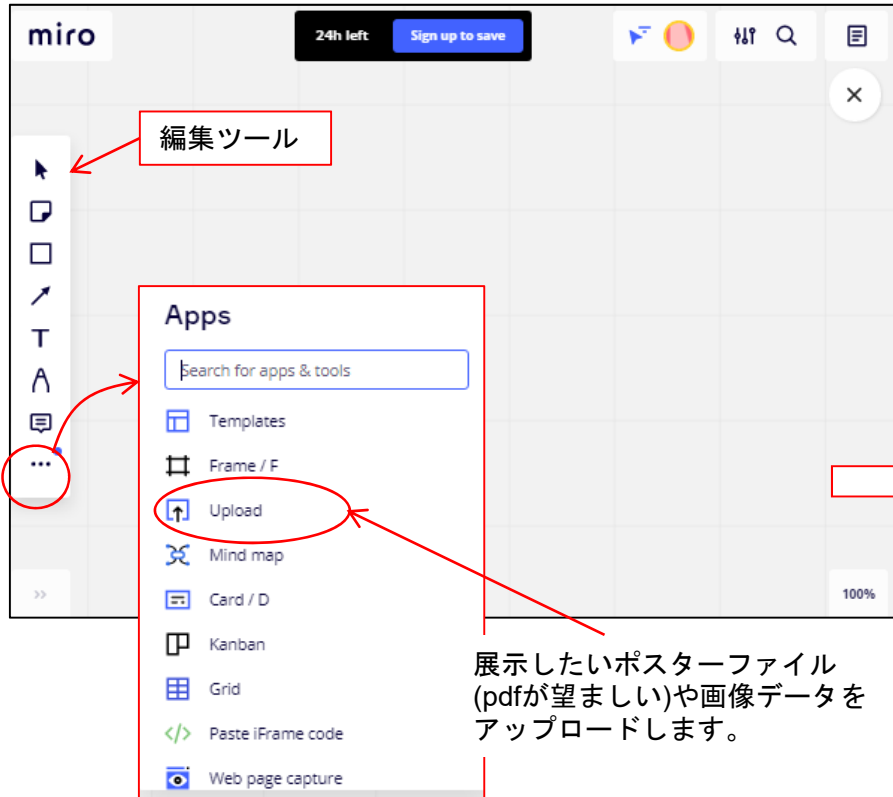 miro
24h left
Sign up to save
編集ツール
T
Apps
Search for apps & tools
Templates
Frame / F
Upload
Mind map
Card / D
Kanban
Grid
Paste iFrame code
Web page capture
100%
展示したいポスターファイル
(pdfが望ましい)や画像データを
アップロードします。